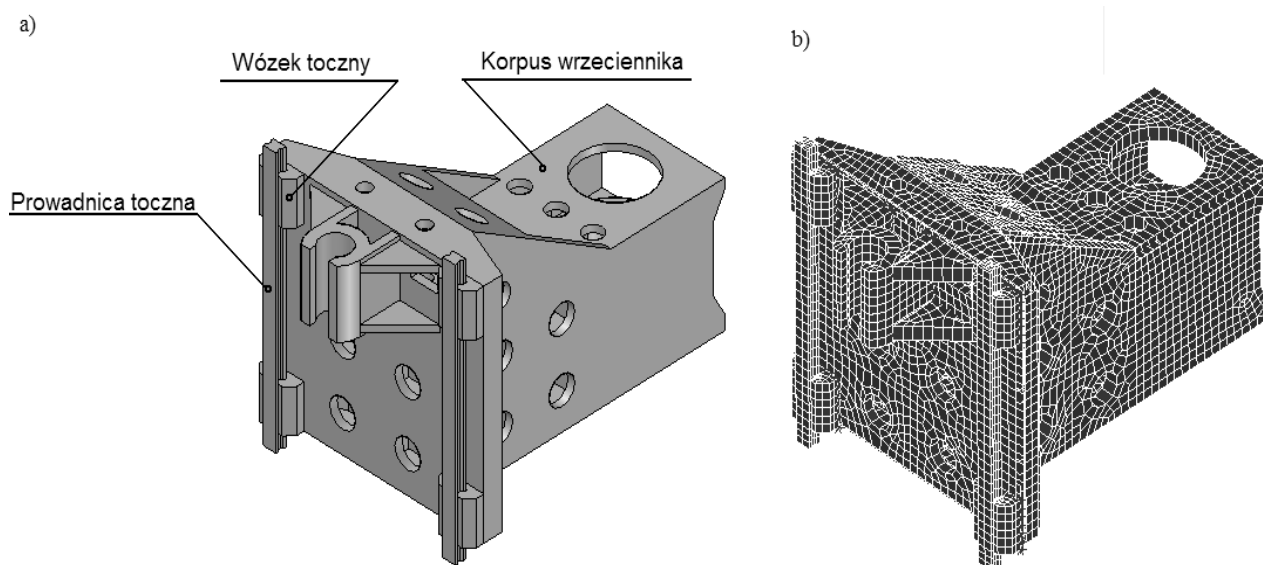 a)
b)
Wózek toczny
Korpus wrzeciennika
Prowadnica toczna